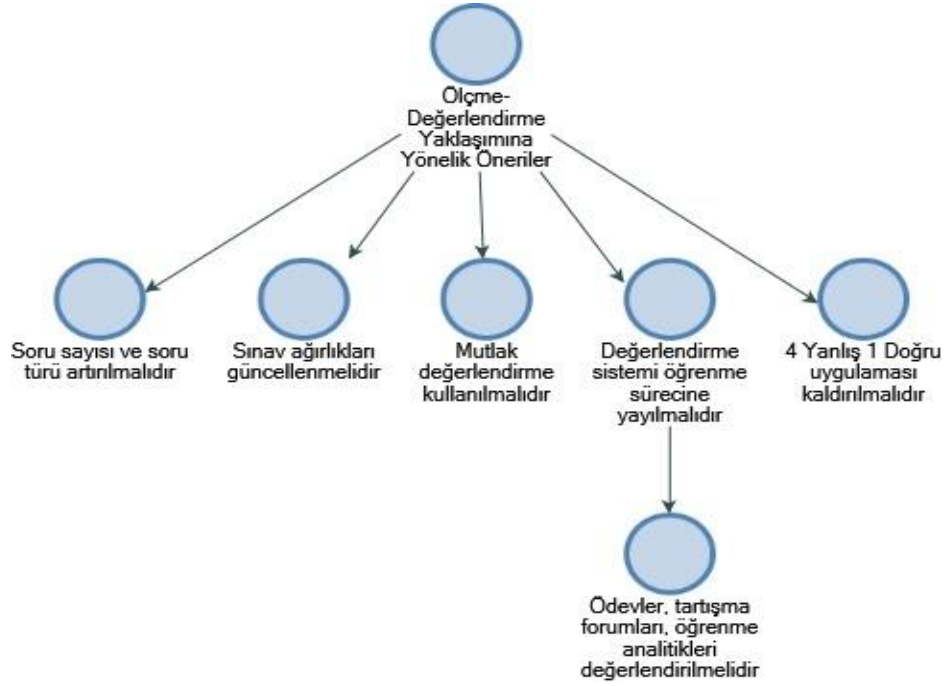 Ölçme-
Değerlendirme
Yaklaşımına
Yönelik Öneriler
Soru sayısı ve soru
türü artırılmalıdır
Sınav ağırlıkları
güncellenmelidir
Mutlak
değerlendirme
kullanılmalıdır
Değerlendirme
sistemi öğrenme
sürecine
yayılmalıdır
4 Yanlış 1 Doğru
uygulaması
kaldırılmalıdır
Ödevler, tartışma
forumları, öğrenme
analitikleri
değerlendirilmelidir